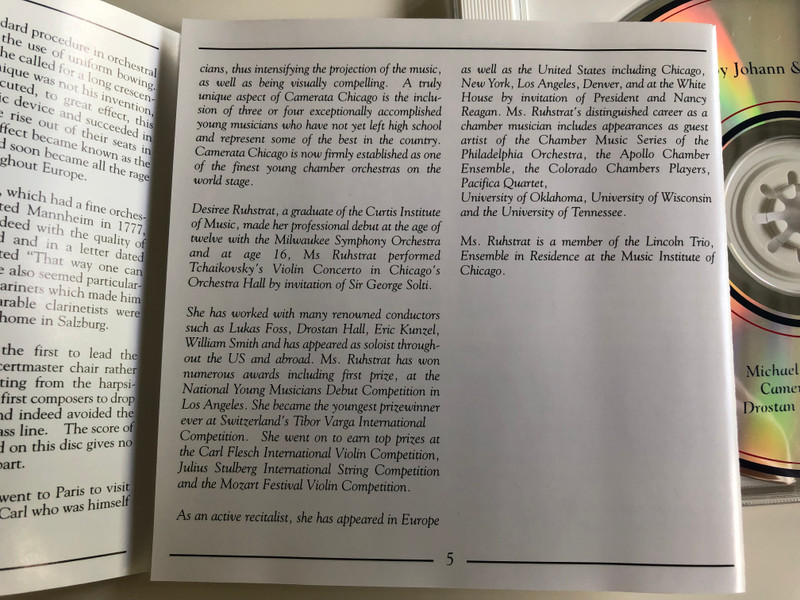 dard procedure in orchestral
the use of uniform bowing.
he called for a long crescen-
nique was not his invention,
cuted, to great effect, this
ic device and succeeded in
e rise out of their seats in
ffect became known as the
d soon became all the rage
ghout Europe.
, which had a fine orches-
ted Mannheim in 1777,
deed with the quality of
d and in a letter dated
ted "That way one can
e also seemed particular-
arinets which made him
arable clarinetists were
home in Salzburg.
the first to lead the
certmaster chair rather
ting from the harpsi-
first composers to drop
nd indeed avoided the
ass line. The score of
d on this disc gives no
part.
went to Paris to visit
Carl who was himself
cians, thus intensifying the projection of the music,
as well as being visually compelling. A truly
unique aspect of Camerata Chicago is the inclu-
sion of three or four exceptionally accomplished
young musicians who have not yet left high school
and represent some of the best in the country.
Camerata Chicago is now firmly established as one
of the finest young chamber orchestras on the
world stage.
Desiree Ruhstrat, a graduate of the Curtis Institute
of Music, made her professional debut at the age of
twelve with the Milwaukee Symphony Orchestra
and at age 16, Ms Ruhstrat performed
Tchaikovsky's Violin Concerto in Chicago's
Orchestra Hall by invitation of Sir George Solti.
She has worked with many renowned conductors
such as Lukas Foss, Drostan Hall, Eric Kunzel,
William Smith and has appeared as soloist through-
out the US and abroad. Ms. Ruhstrat has won
numerous awards including first prize, at the
National Young Musicians Debut Competition in
Los Angeles. She became the youngest prizewinner
ever at Switzerland's Tibor Varga International
Competition. She went on to earn top prizes at
the Carl Flesch International Violin Competition,
Julius Stulberg International String Competition
and the Mozart Festival Violin Competition.
As an active recitalist, she has appeared in Europe
as well as the United States including Chicago,
New York, Los Angeles, Denver, and at the White
House by invitation of President and Nancy
Reagan. Ms. Ruhstrat's distinguished career as a
chamber musician includes appearances as guest
artist of the Chamber Music Series of the
Philadelphia Orchestra, the Apollo Chamber
Ensemble, the Colorado Chambers Players,
Pacifica Quartet,
University of Oklahoma, University of Wisconsin
and the University of Tennessee.
Ms. Ruhstrat is a member of the Lincoln Trio,
Ensemble in Residence at the Music Institute of
Chicago.
5
y Johann &
Michael
Camer
Drostan